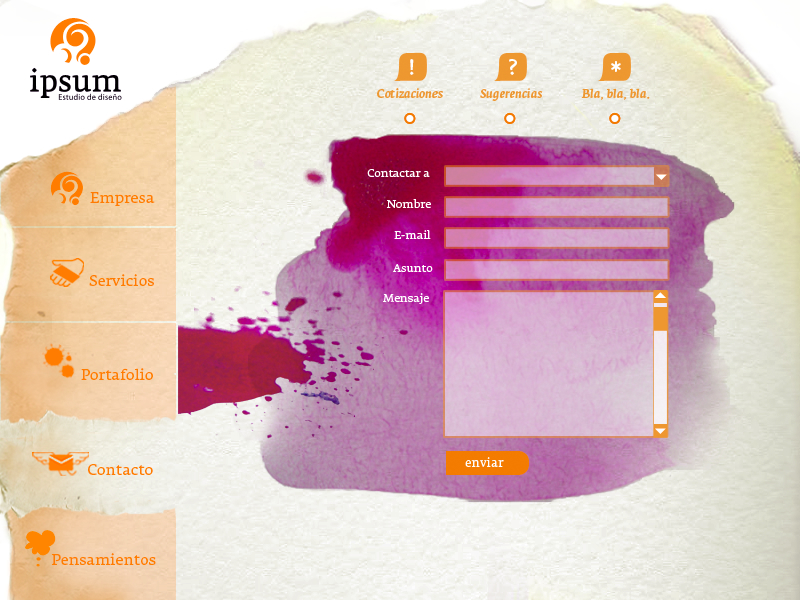 ipsum
Estudio de diseño
!
?
*
Cotizaciones
Sugerencias
Bla, bla, bla.
Empresa
Servicios
Portafolio
Contacto
Pensamientos
Contactar a
Nombre
E-mail
Asunto
Mensaje
enviar